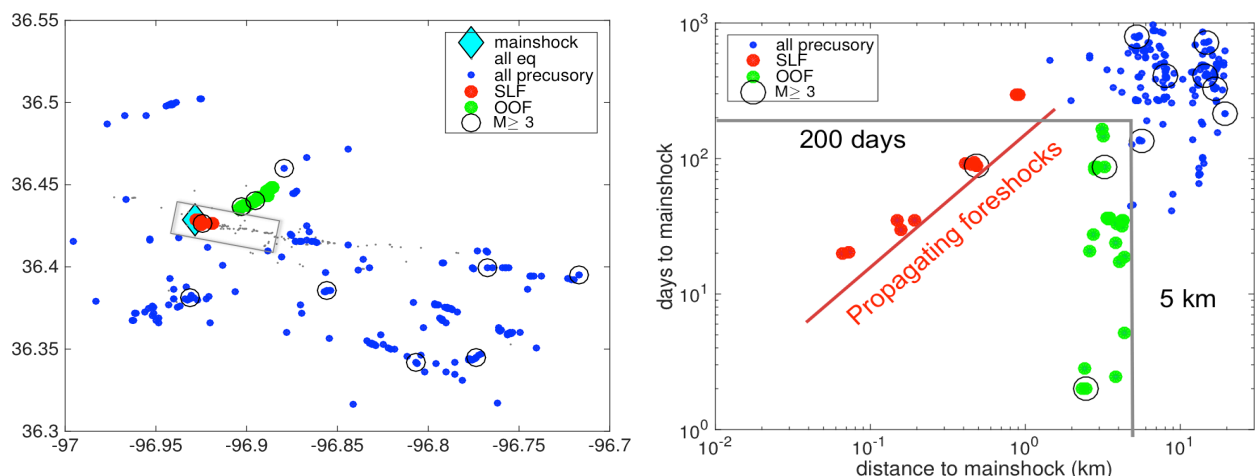 36.55
36.5
36.45
36.4
36.35
36.3
-97
-96.95
-96.9
-96.85
-96.8
-96.75
-96.7
mainshock
all eq
all precusory
SLF
OOF
M≥ 3
days to mainshock
10³
10²
10¹
10⁰
10⁻²
10⁻¹
10⁰
10¹
distance to mainshock (km)
all precusory
SLF
OOF
M≥ 3
200 days
Propagating foreshocks
5 km